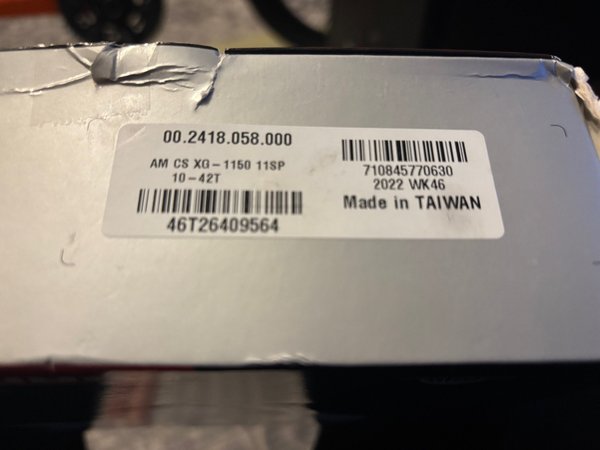 00.2418.058.000
AM CS XG-1150 11SP
10-42T
46T26409564
710845770630
2022 WK46
Made in TAIWAN